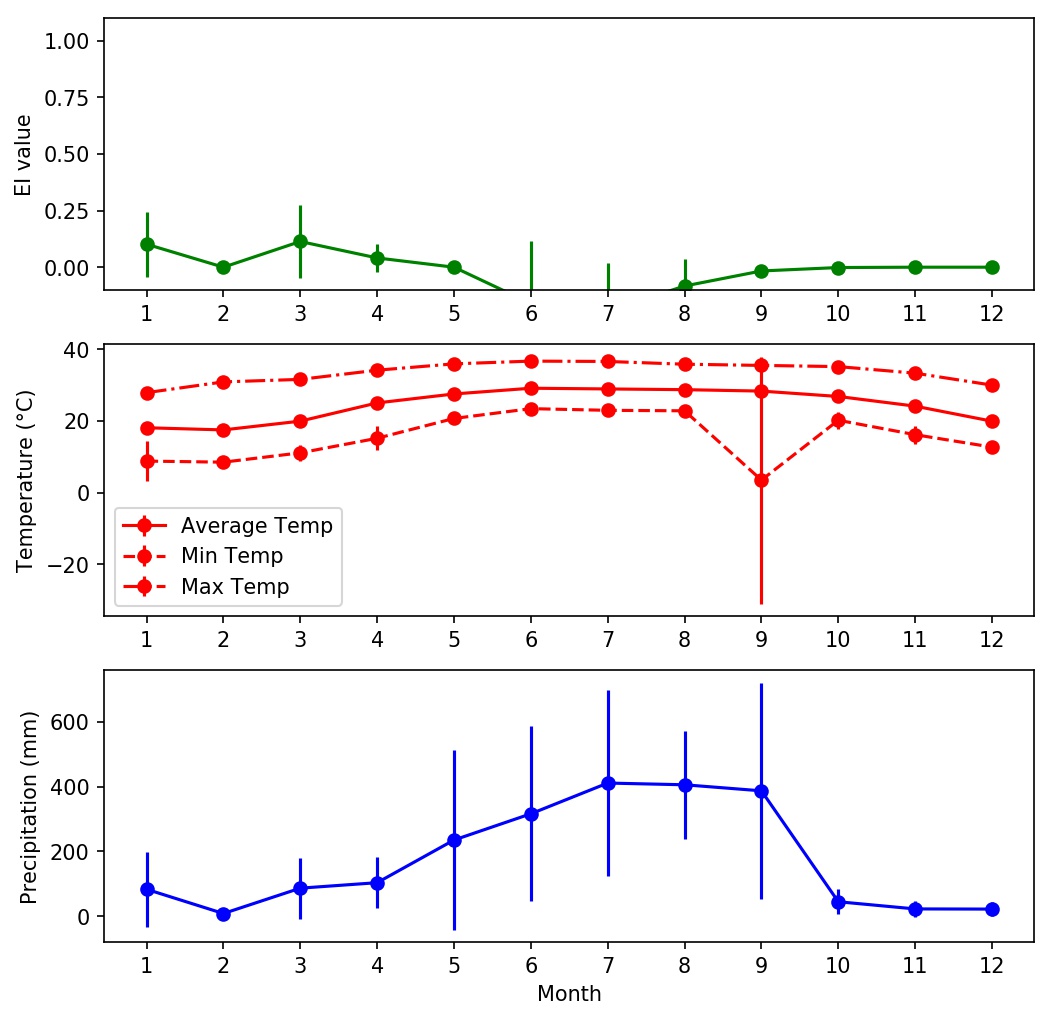 EI value
1.00
0.75
0.50
0.25
0.00
1 2 3 4 5 6 7 8 9 10 11 12
Temperature (°C)
40
20
0
−20
Average Temp
Min Temp
Max Temp
1 2 3 4 5 6 7 8 9 10 11 12
Precipitation (mm)
600
400
200
0
1 2 3 4 5 6 7 8 9 10 11 12
Month